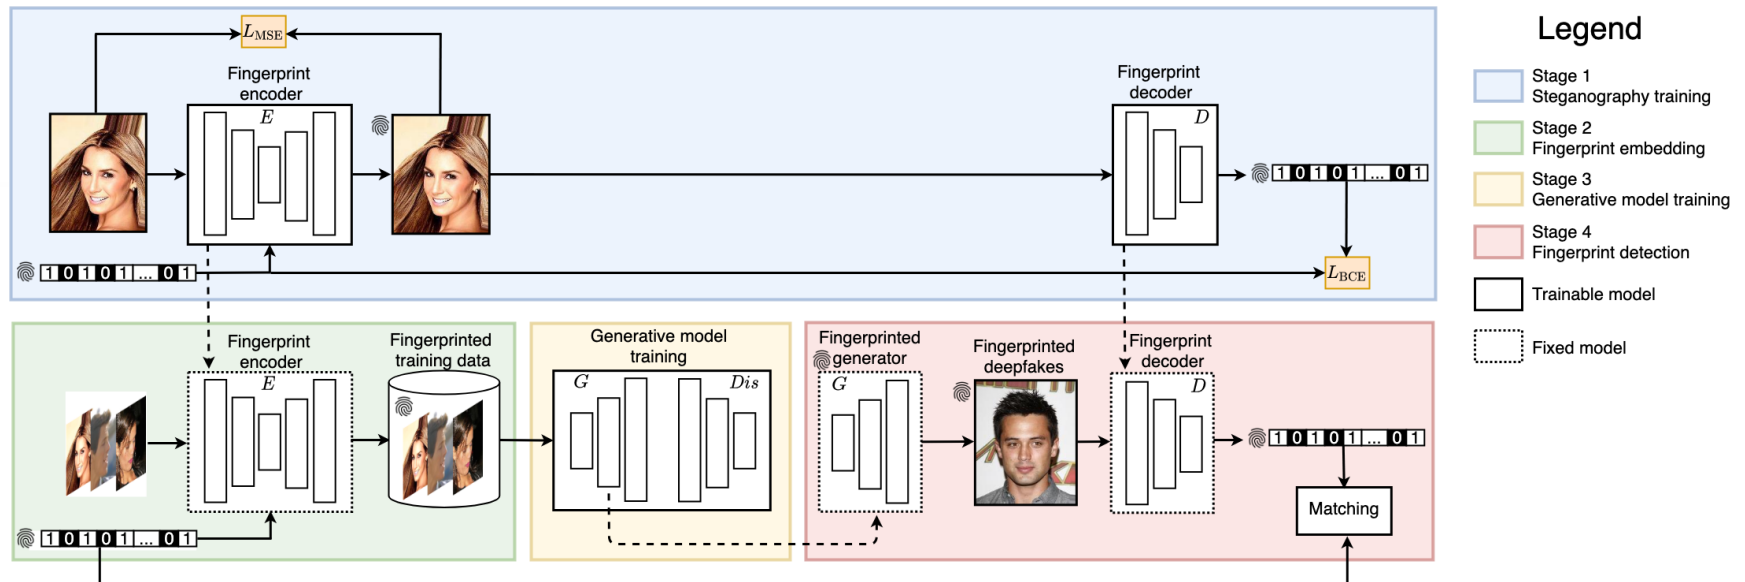 L_MSE
Fingerprint
encoder
E
Fingerprint
decoder
D
1 0 1 0 1 ... 0 1
1 0 1 0 1 ... 0 1
L_BCE
Fingerprint
encoder
E
Fingerprinted
training data
1 0 1 0 1 ... 0 1
Generative model
training
G
Dis
Fingerprinted
generator
G
Fingerprinted
deepfakes
Fingerprint
decoder
D
1 0 1 0 1 ... 0 1
Matching
Legend
Stage 1
Steganography training
Stage 2
Fingerprint embedding
Stage 3
Generative model training
Stage 4
Fingerprint detection
Trainable model
Fixed model